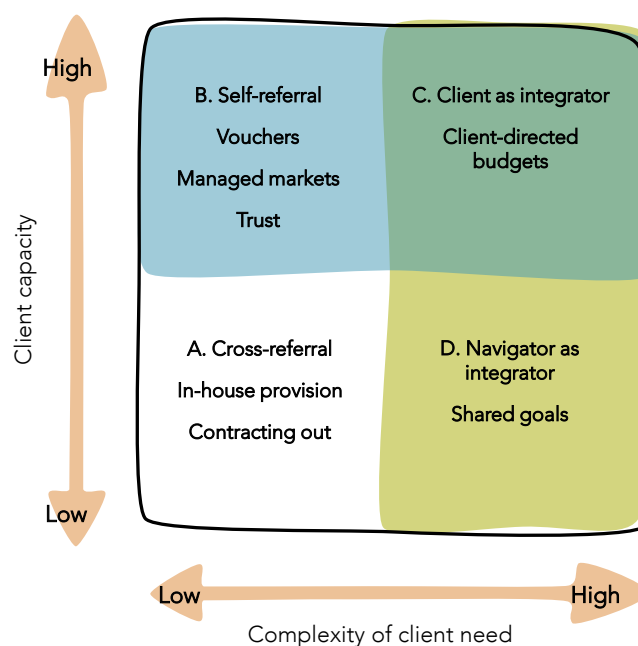 High
B. Self-referral
Vouchers
Managed markets
Trust
C. Client as integrator
Client-directed
budgets
Client capacity
A. Cross-referral
In-house provision
Contracting out
D. Navigator as
integrator
Shared goals
Low
Low
High
Complexity of client need